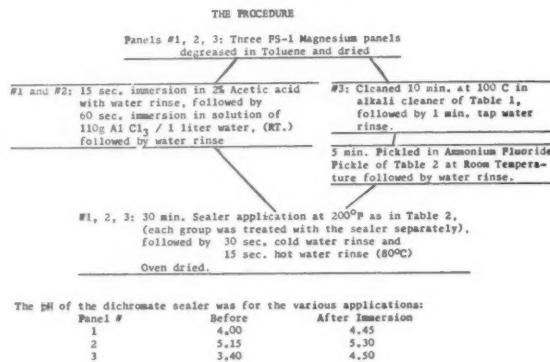 THE PROCEDURE
Panels #1, 2, 3: Three PS-1 Magnesium panels
degreased in Toluene and dried
#1 and #2: 15 sec. immersion in 2% Acetic acid
with water rinse, followed by
60 sec. immersion in solution of
110g Al Cl3 / 1 liter water, (RT.)
followed by water rinse
#3: Cleaned 10 min. at 100 C in
alkali cleaner of Table 1,
followed by 1 min. tap water
rinse.
5 min. Pickled in Ammonium Fluoride
Pickle of Table 2 at Room Tempera-
ture followed by water rinse.
#1, 2, 3: 30 min. Sealer application at 200°F as in Table 2,
(each group was treated with the sealer separately),
followed by 30 sec. cold water rinse and
15 sec. hot water rinse (80°C)
Oven dried.
The pH of the dichromate sealer was for the various applications:
Panel # Before After Immersion
1 4.00 4.45
2 5.15 5.30
3 3.40 4.50